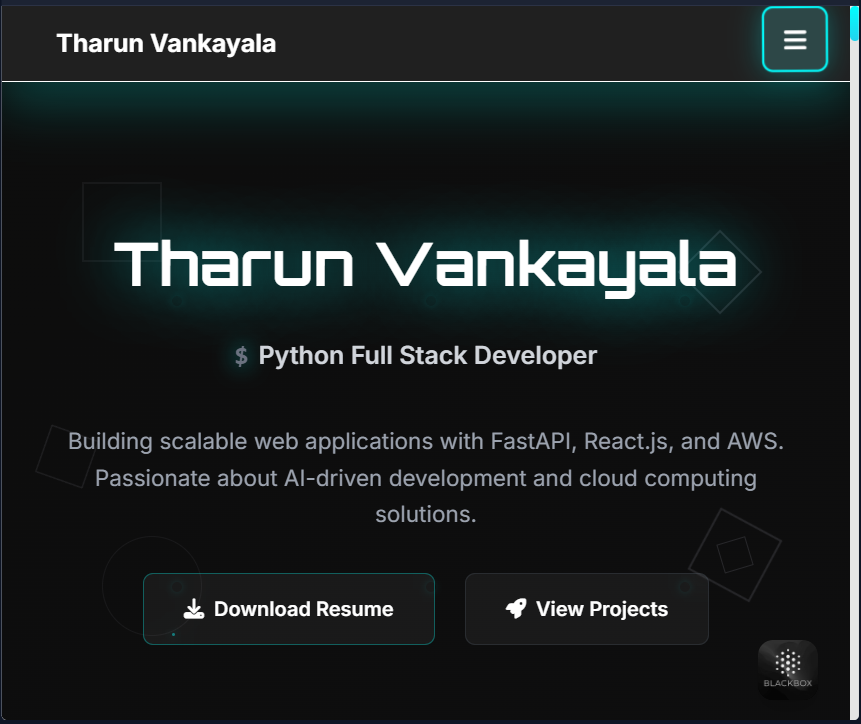 Tharun Vankayala
Tharun Vankayala
$ Python Full Stack Developer
Building scalable web applications with FastAPI, React.js, and AWS.
Passionate about AI-driven development and cloud computing
solutions.
Download Resume
View Projects
BLACKBOX